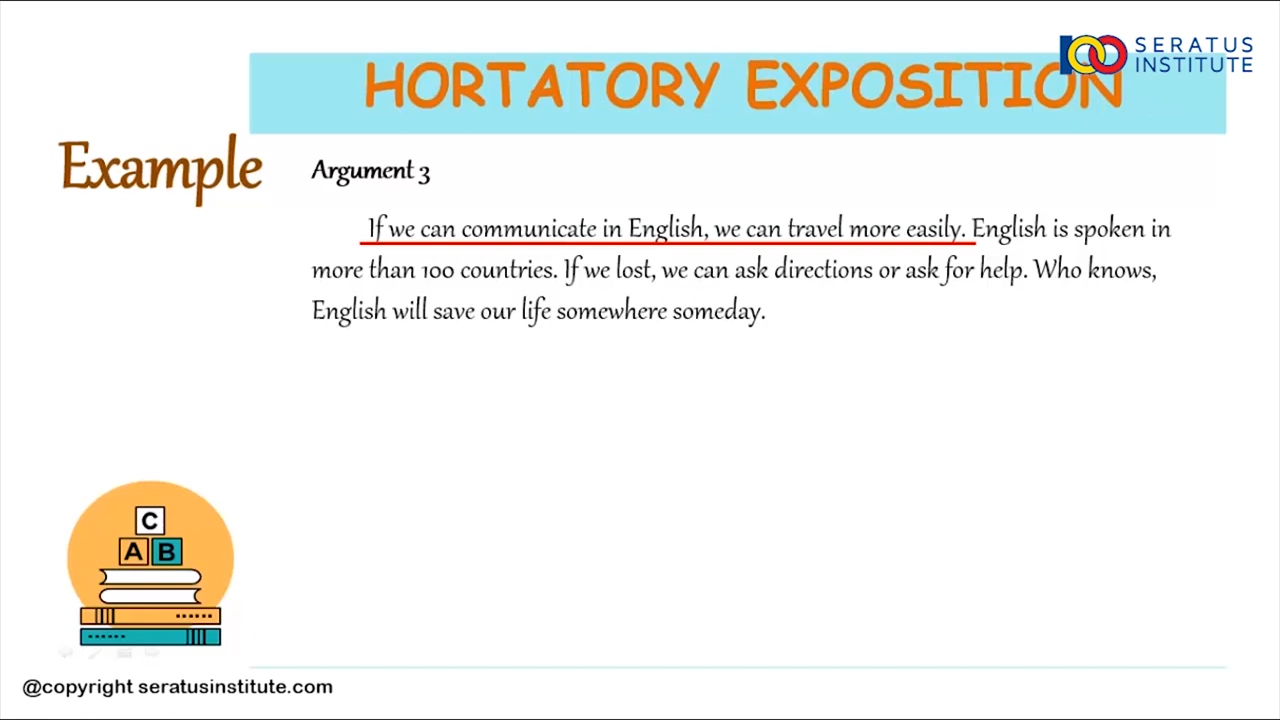 SERATUS
INSTITUTE
HORTATORY EXPOSITION
Example
Argument 3
If we can communicate in English, we can travel more easily. English is spoken in
more than 100 countries. If we lost, we can ask directions or ask for help. Who knows,
English will save our life somewhere someday.
C
A B
@copyright seratusinstitute.com